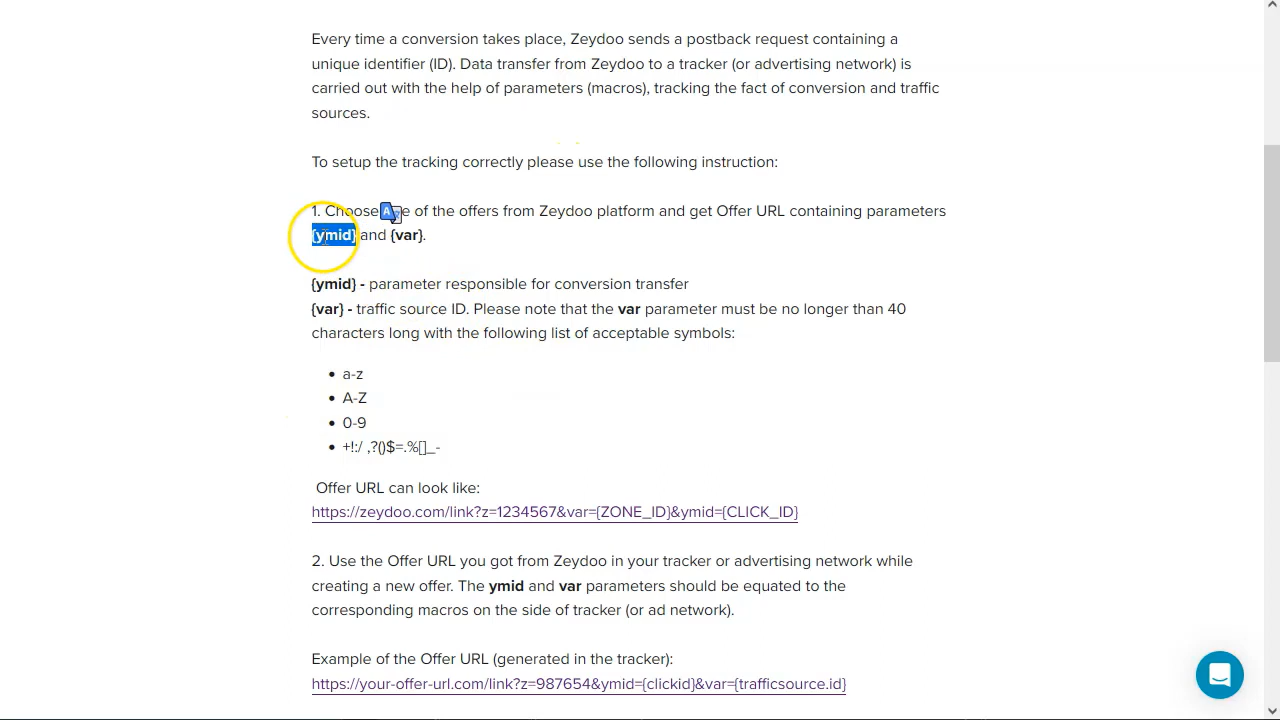 Every time a conversion takes place, Zeydoo sends a postback request containing a
unique identifier (ID). Data transfer from Zeydoo to a tracker (or advertising network) is
carried out with the help of parameters (macros), tracking the fact of conversion and traffic
sources.
To setup the tracking correctly please use the following instruction:
1. Choose of the offers from Zeydoo platform and get Offer URL containing parameters
{ymid} and {var}.
{ymid} - parameter responsible for conversion transfer
{var} - traffic source ID. Please note that the var parameter must be no longer than 40
characters long with the following list of acceptable symbols:
• a-z
• A-Z
• 0-9
• +!:/ ,?()$=.%[]_-
Offer URL can look like:
https://zeydoo.com/link?z=1234567&var={ZONE_ID}&ymid={CLICK_ID}
2. Use the Offer URL you got from Zeydoo in your tracker or advertising network while
creating a new offer. The ymid and var parameters should be equated to the
corresponding macros on the side of tracker (or ad network).
Example of the Offer URL (generated in the tracker):
https://your-offer-url.com/link?z=987654&ymid={clickid}&var={trafficsource.id}